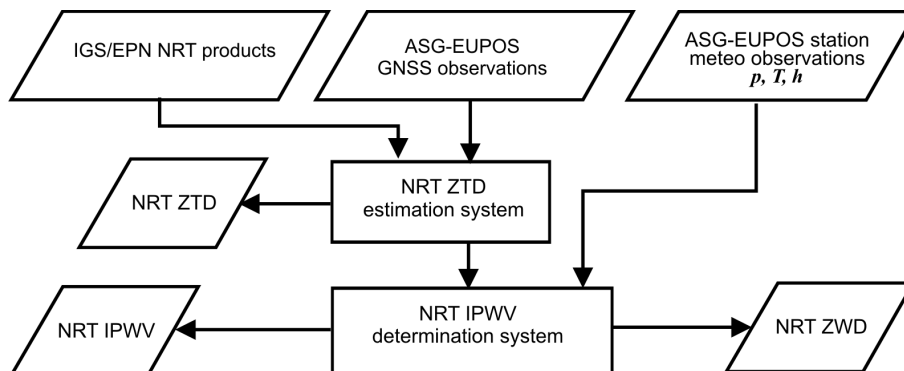 IGS/EPN NRT products
ASG-EUPOS
GNSS observations
ASG-EUPOS station
meteo observations
p, T, h
NRT ZTD
NRT ZTD
estimation system
NRT IPWV
NRT IPWV
determination system
NRT ZWD